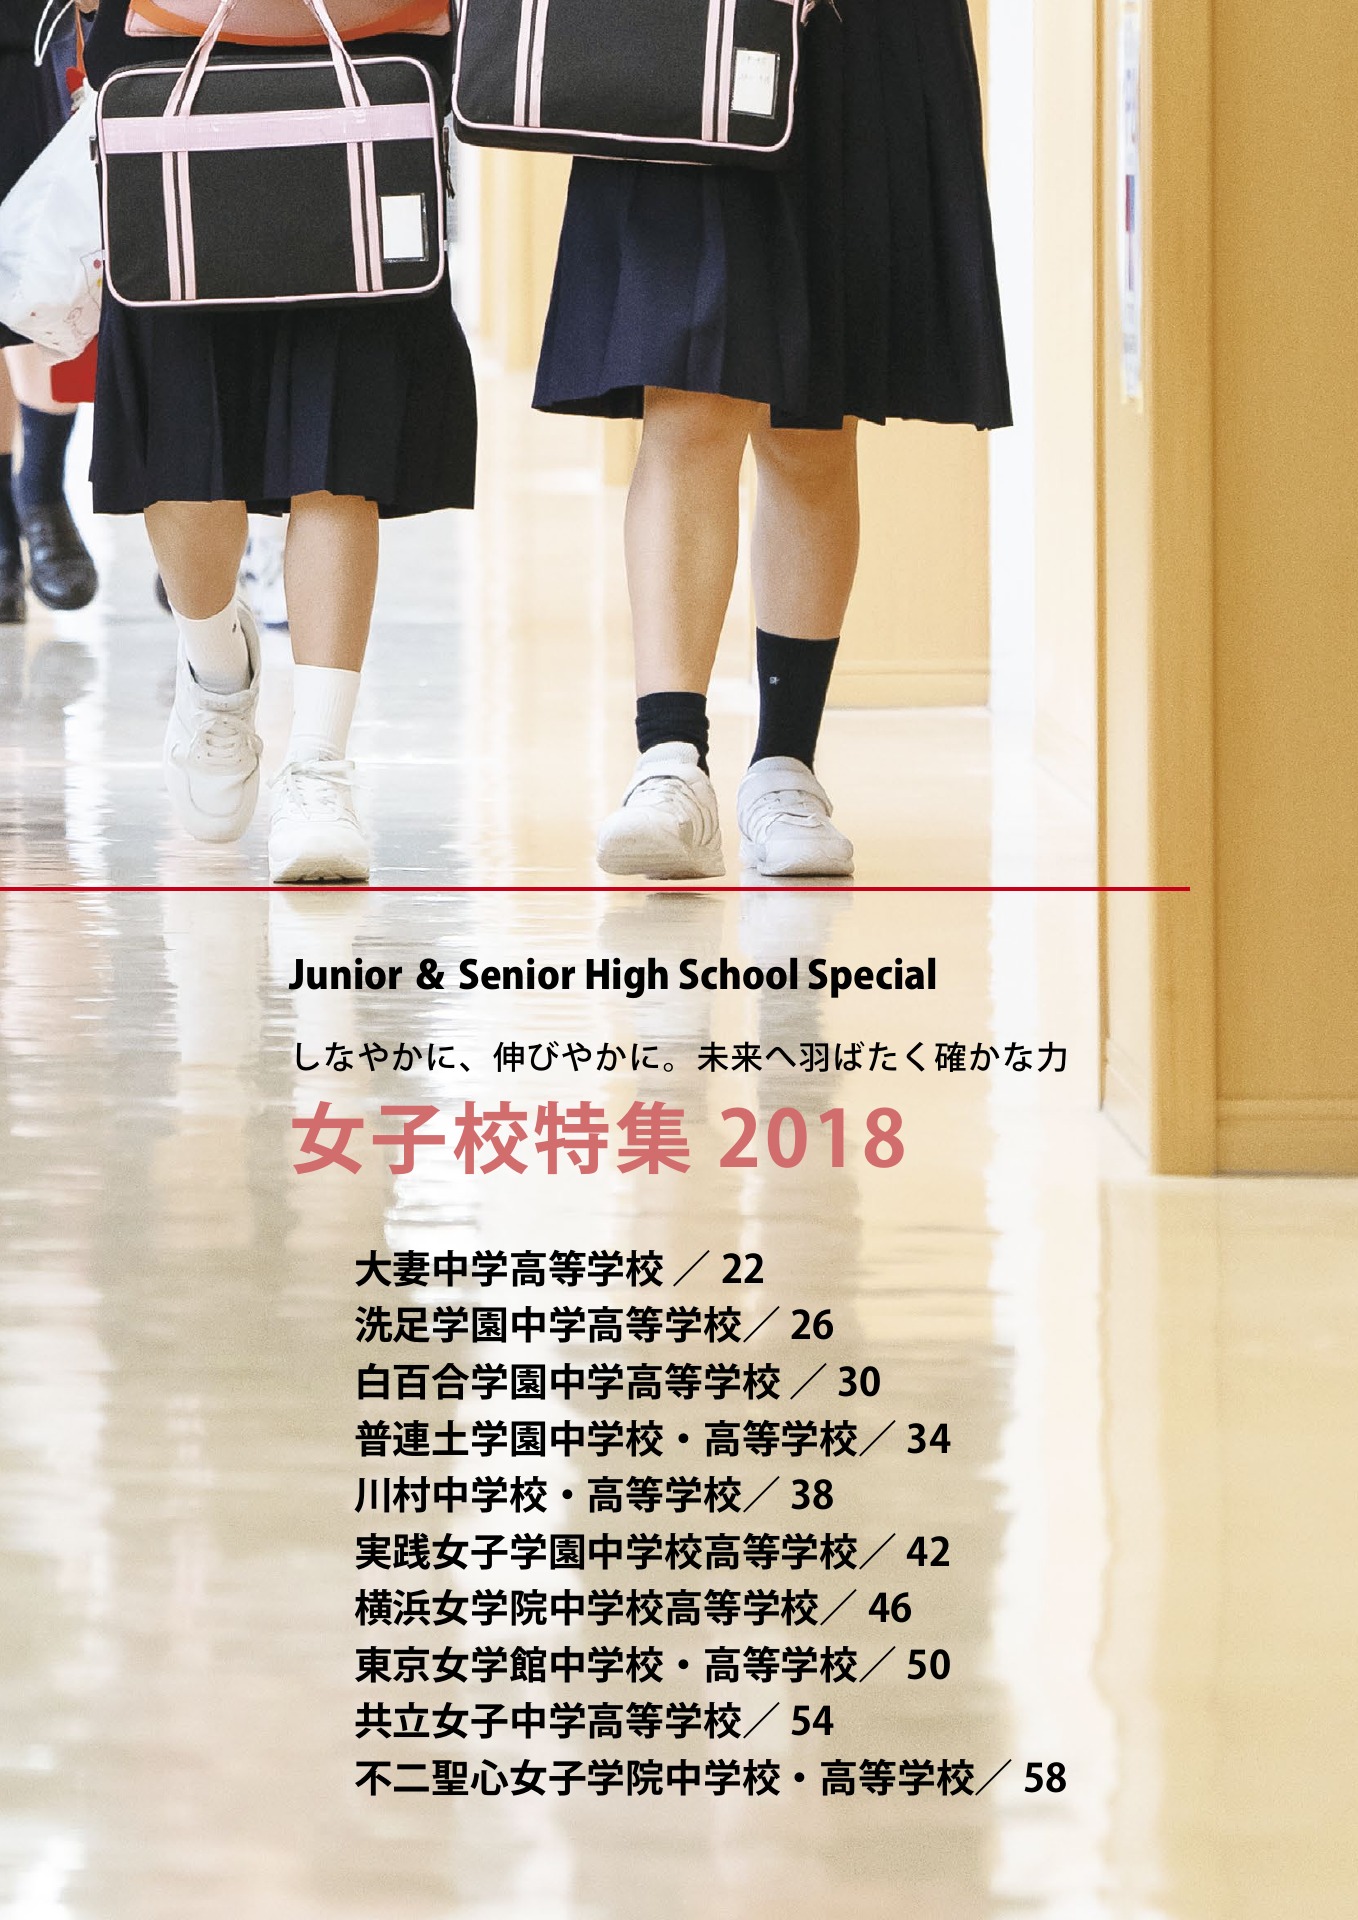 Junior & Senior High School Special
しなやかに、伸びやかに。未来へ羽ばたく確かな力
女子校特集 2018
大妻中学高等学校 ／ 22
洗足学園中学高等学校／ 26
白百合学園中学高等学校 ／ 30
普連土学園中学校・高等学校／ 34
川村中学校・高等学校／ 38
実践女子学園中学校高等学校／ 42
横浜女学院中学校高等学校／ 46
東京女学館中学校・高等学校／ 50
共立女子中学高等学校／ 54
不二聖心女子学院中学校・高等学校／ 58